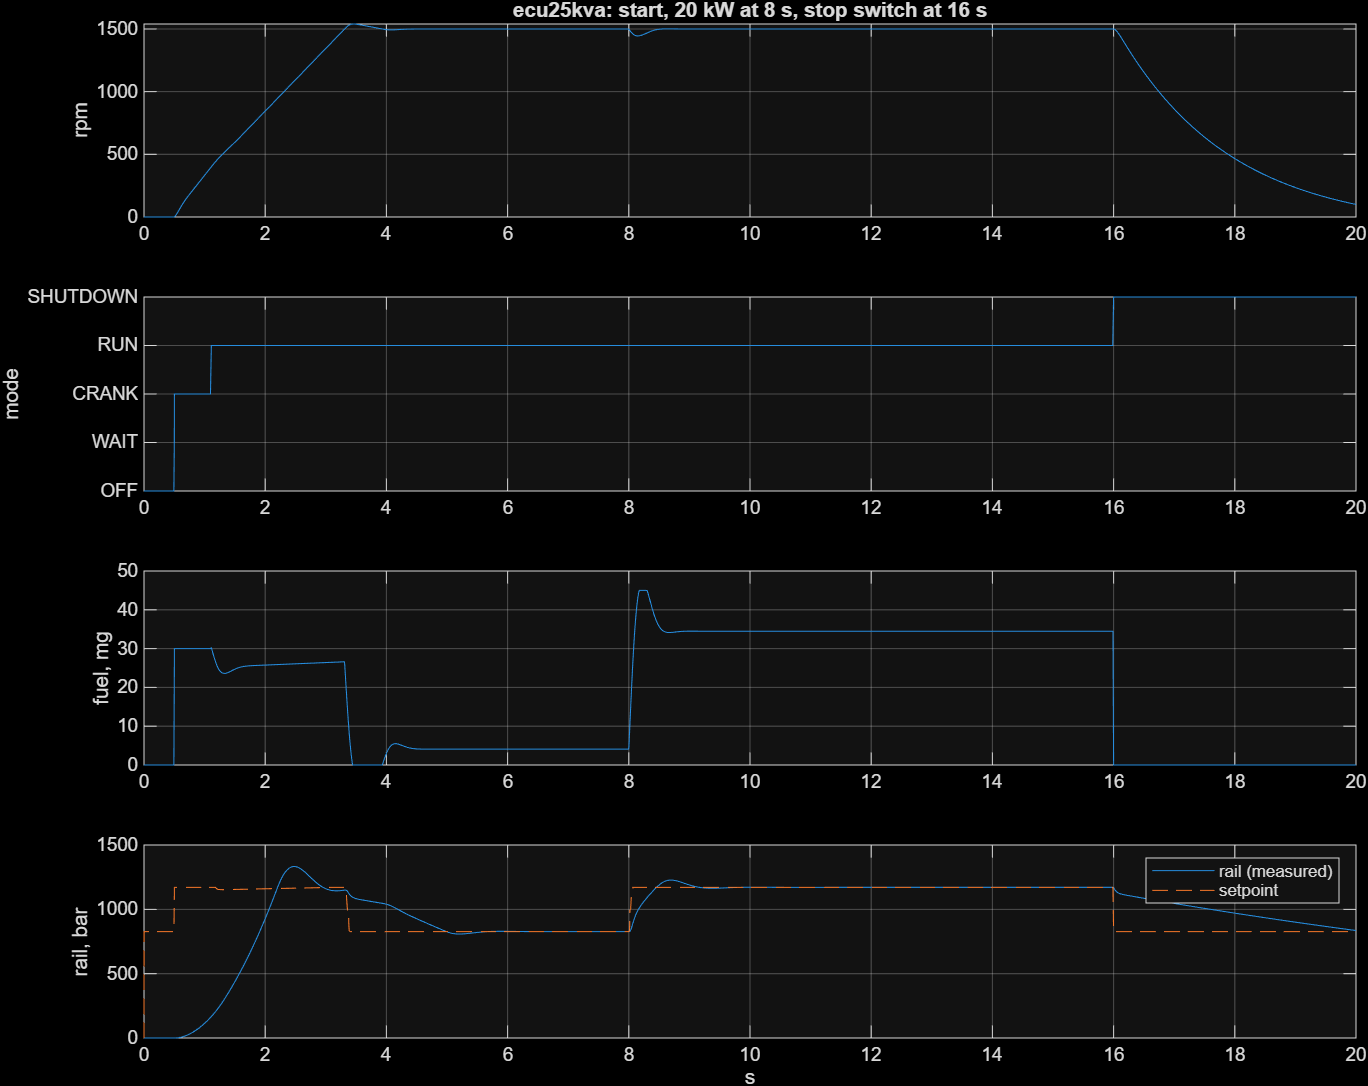 ecu25kva: start, 20 kW at 8 s, stop switch at 16 s
1500
1000
500
0
rpm
0 2 4 6 8 10 12 14 16 18 20
SHUTDOWN
RUN
CRANK
WAIT
OFF
mode
0 2 4 6 8 10 12 14 16 18 20
50
40
30
20
10
0
fuel, mg
0 2 4 6 8 10 12 14 16 18 20
1500
1000
500
0
rail, bar
rail (measured)
setpoint
0 2 4 6 8 10 12 14 16 18 20
s